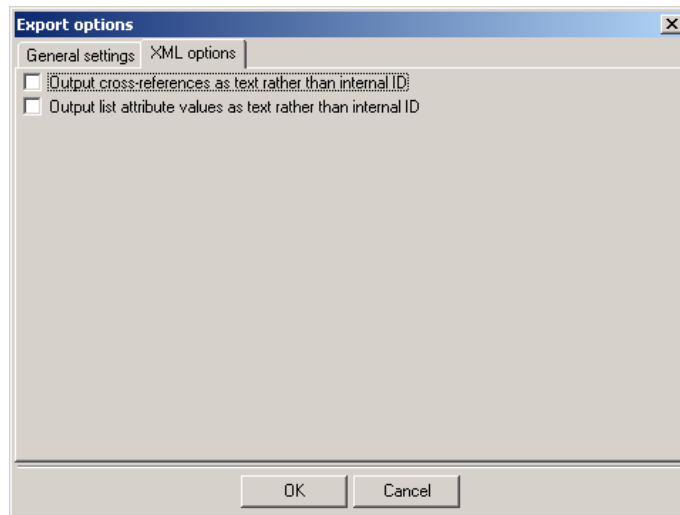 Export options
General settings XML options
Output cross-references as text rather than internal ID
Output list attribute values as text rather than internal ID
OK Cancel